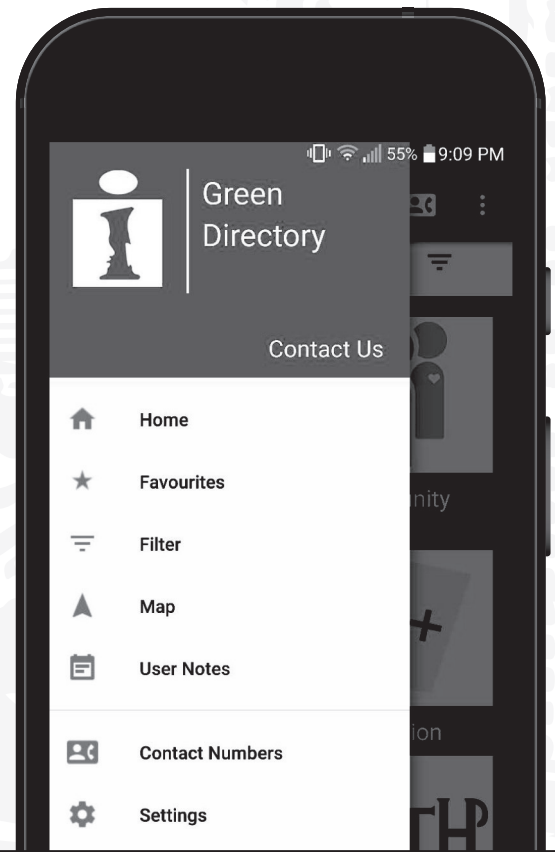 55% 9:09 PM
Green
Directory
Contact Us
Home
Favourites
Filter
Map
User Notes
Contact Numbers
Settings